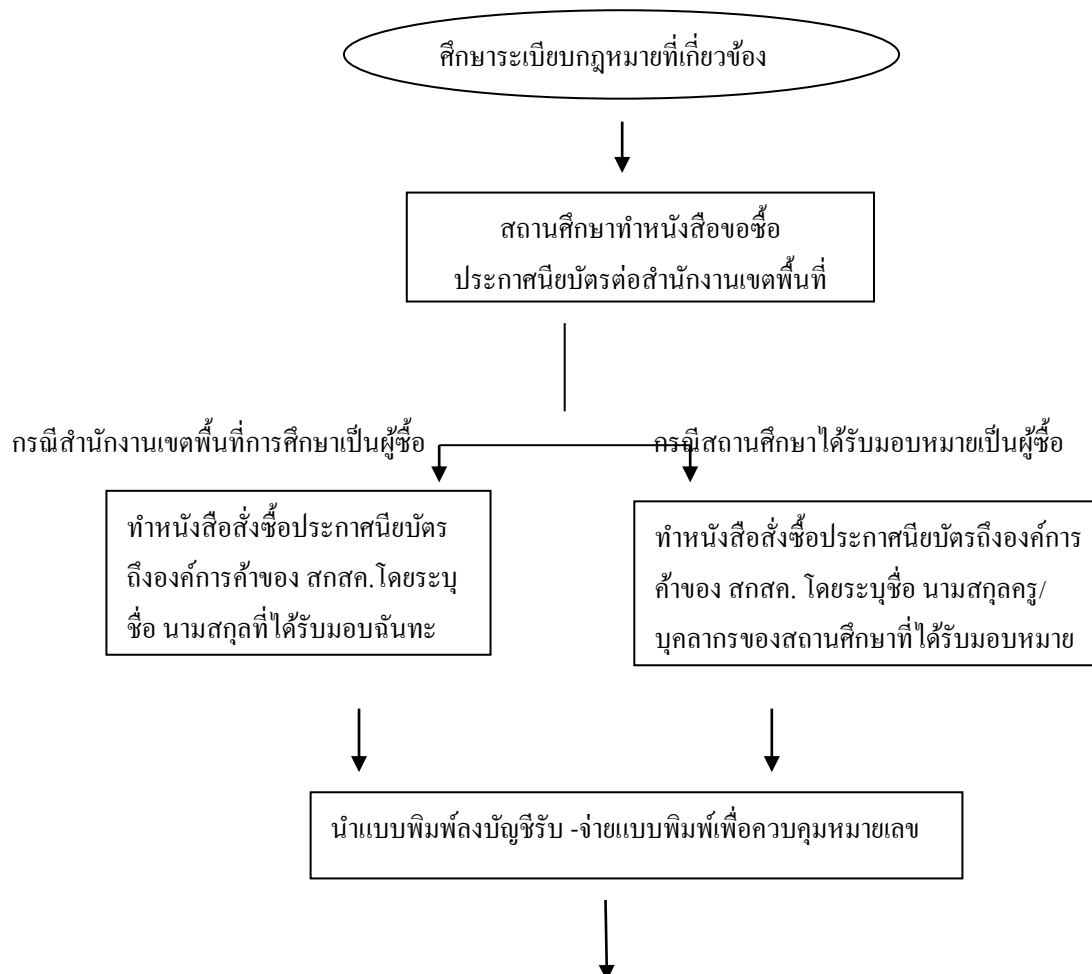 ศึกษาระเบียบกฎหมายที่เกี่ยวข้อง
สถานศึกษาทำหนังสือขอซื้อ
ประกาศนียบัตรต่อสำนักงานเขตพื้นที่
กรณีสำนักงานเขตพื้นที่การศึกษาเป็นผู้ซื้อ
กรณีสถานศึกษาได้รับมอบหมายเป็นผู้ซื้อ
ทำหนังสือสั่งซื้อประกาศนียบัตร
ถึงองค์การค้าของ สกสค.โดยระบุ
ชื่อ นามสกุลที่ได้รับมอบฉันทะ
ทำหนังสือสั่งซื้อประกาศนียบัตรถึงองค์การ
ค้าของ สกสค. โดยระบุชื่อ นามสกุลครู/
บุคลากรของสถานศึกษาที่ได้รับมอบหมาย
นำแบบพิมพ์ลงบัญชีรับ -จ่ายแบบพิมพ์เพื่อควบคุมหมายเลข